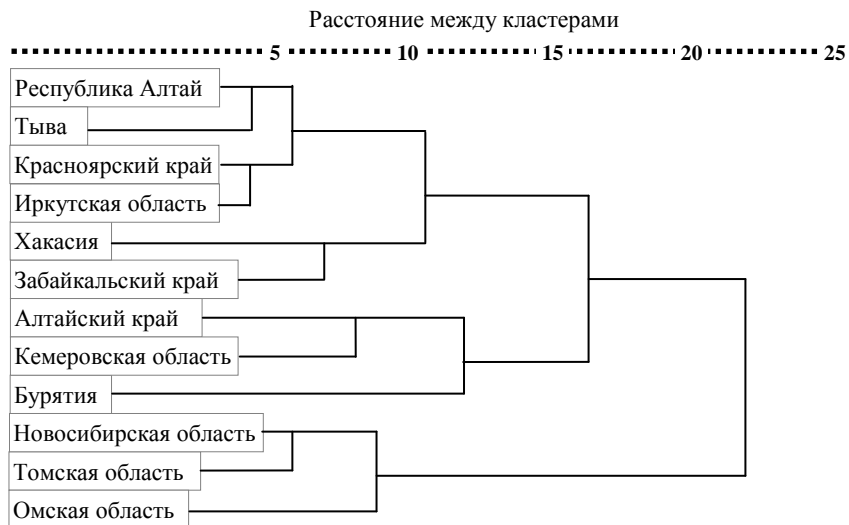 Расстояние между кластерами
5 10 15 20 25
Республика Алтай
Тыва
Красноярский край
Иркутская область
Хакасия
Забайкальский край
Алтайский край
Кемеровская область
Бурятия
Новосибирская область
Томская область
Омская область